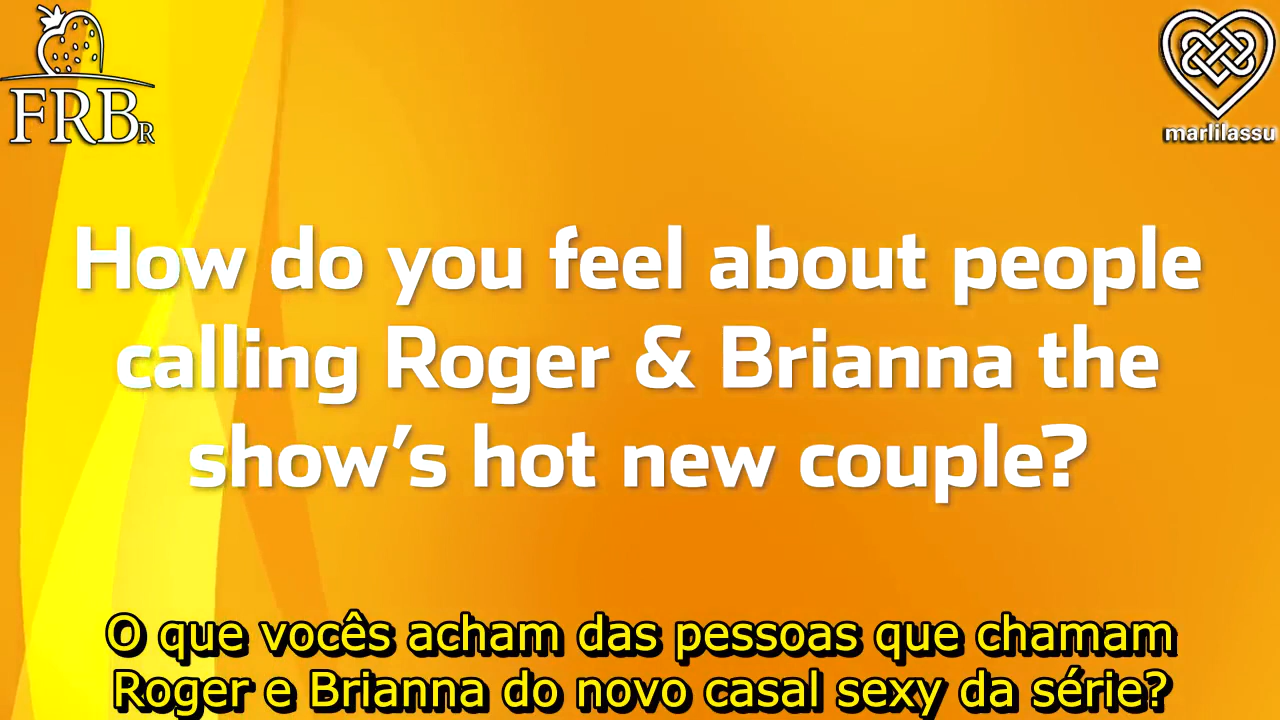 FRBR
marlilassu
How do you feel about people
calling Roger & Brianna the
show’s hot new couple?
O que vocês acham das pessoas que chamam
Roger e Brianna do novo casal sexy da série?